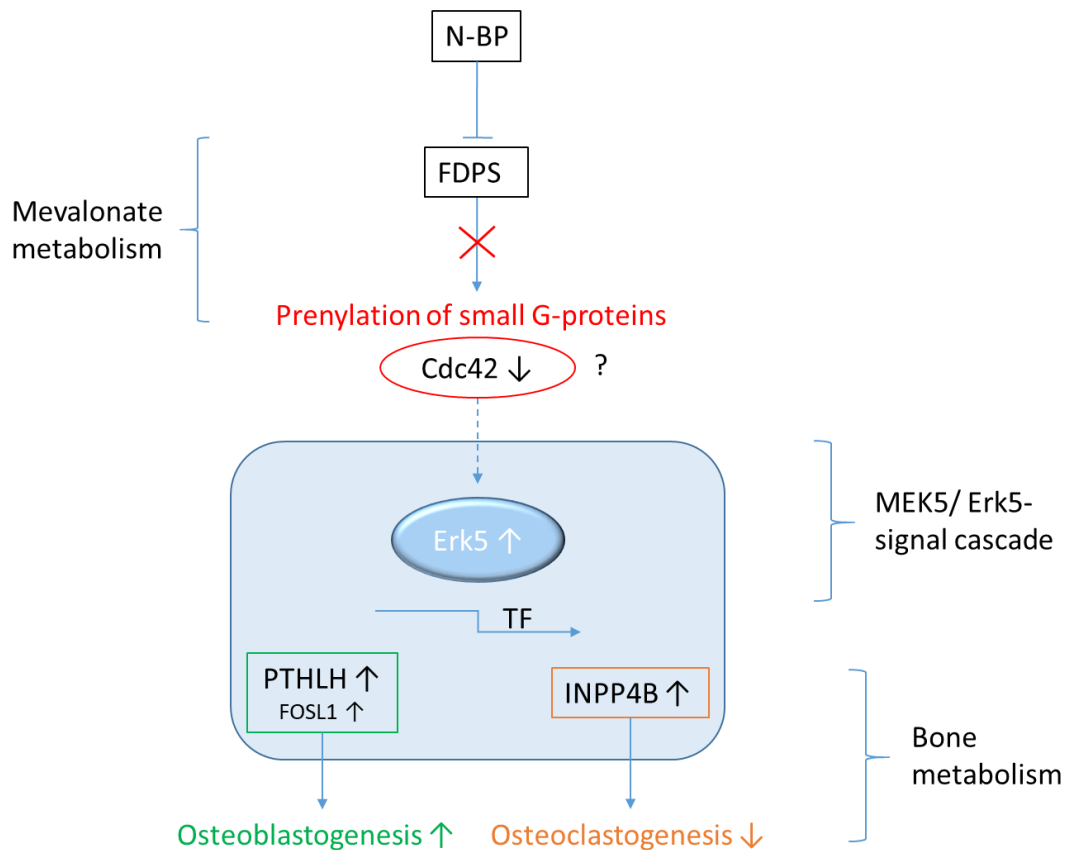 N-BP
FDPS
Mevalonate
metabolism
Prenylation of small G-proteins
Cdc42 ↓ ?
Erk5 ↑
MEK5/ Erk5-
signal cascade
TF
PTHLH ↑
FOSL1 ↑
INPP4B ↑
Bone
metabolism
Osteoblastogenesis ↑
Osteoclastogenesis ↓